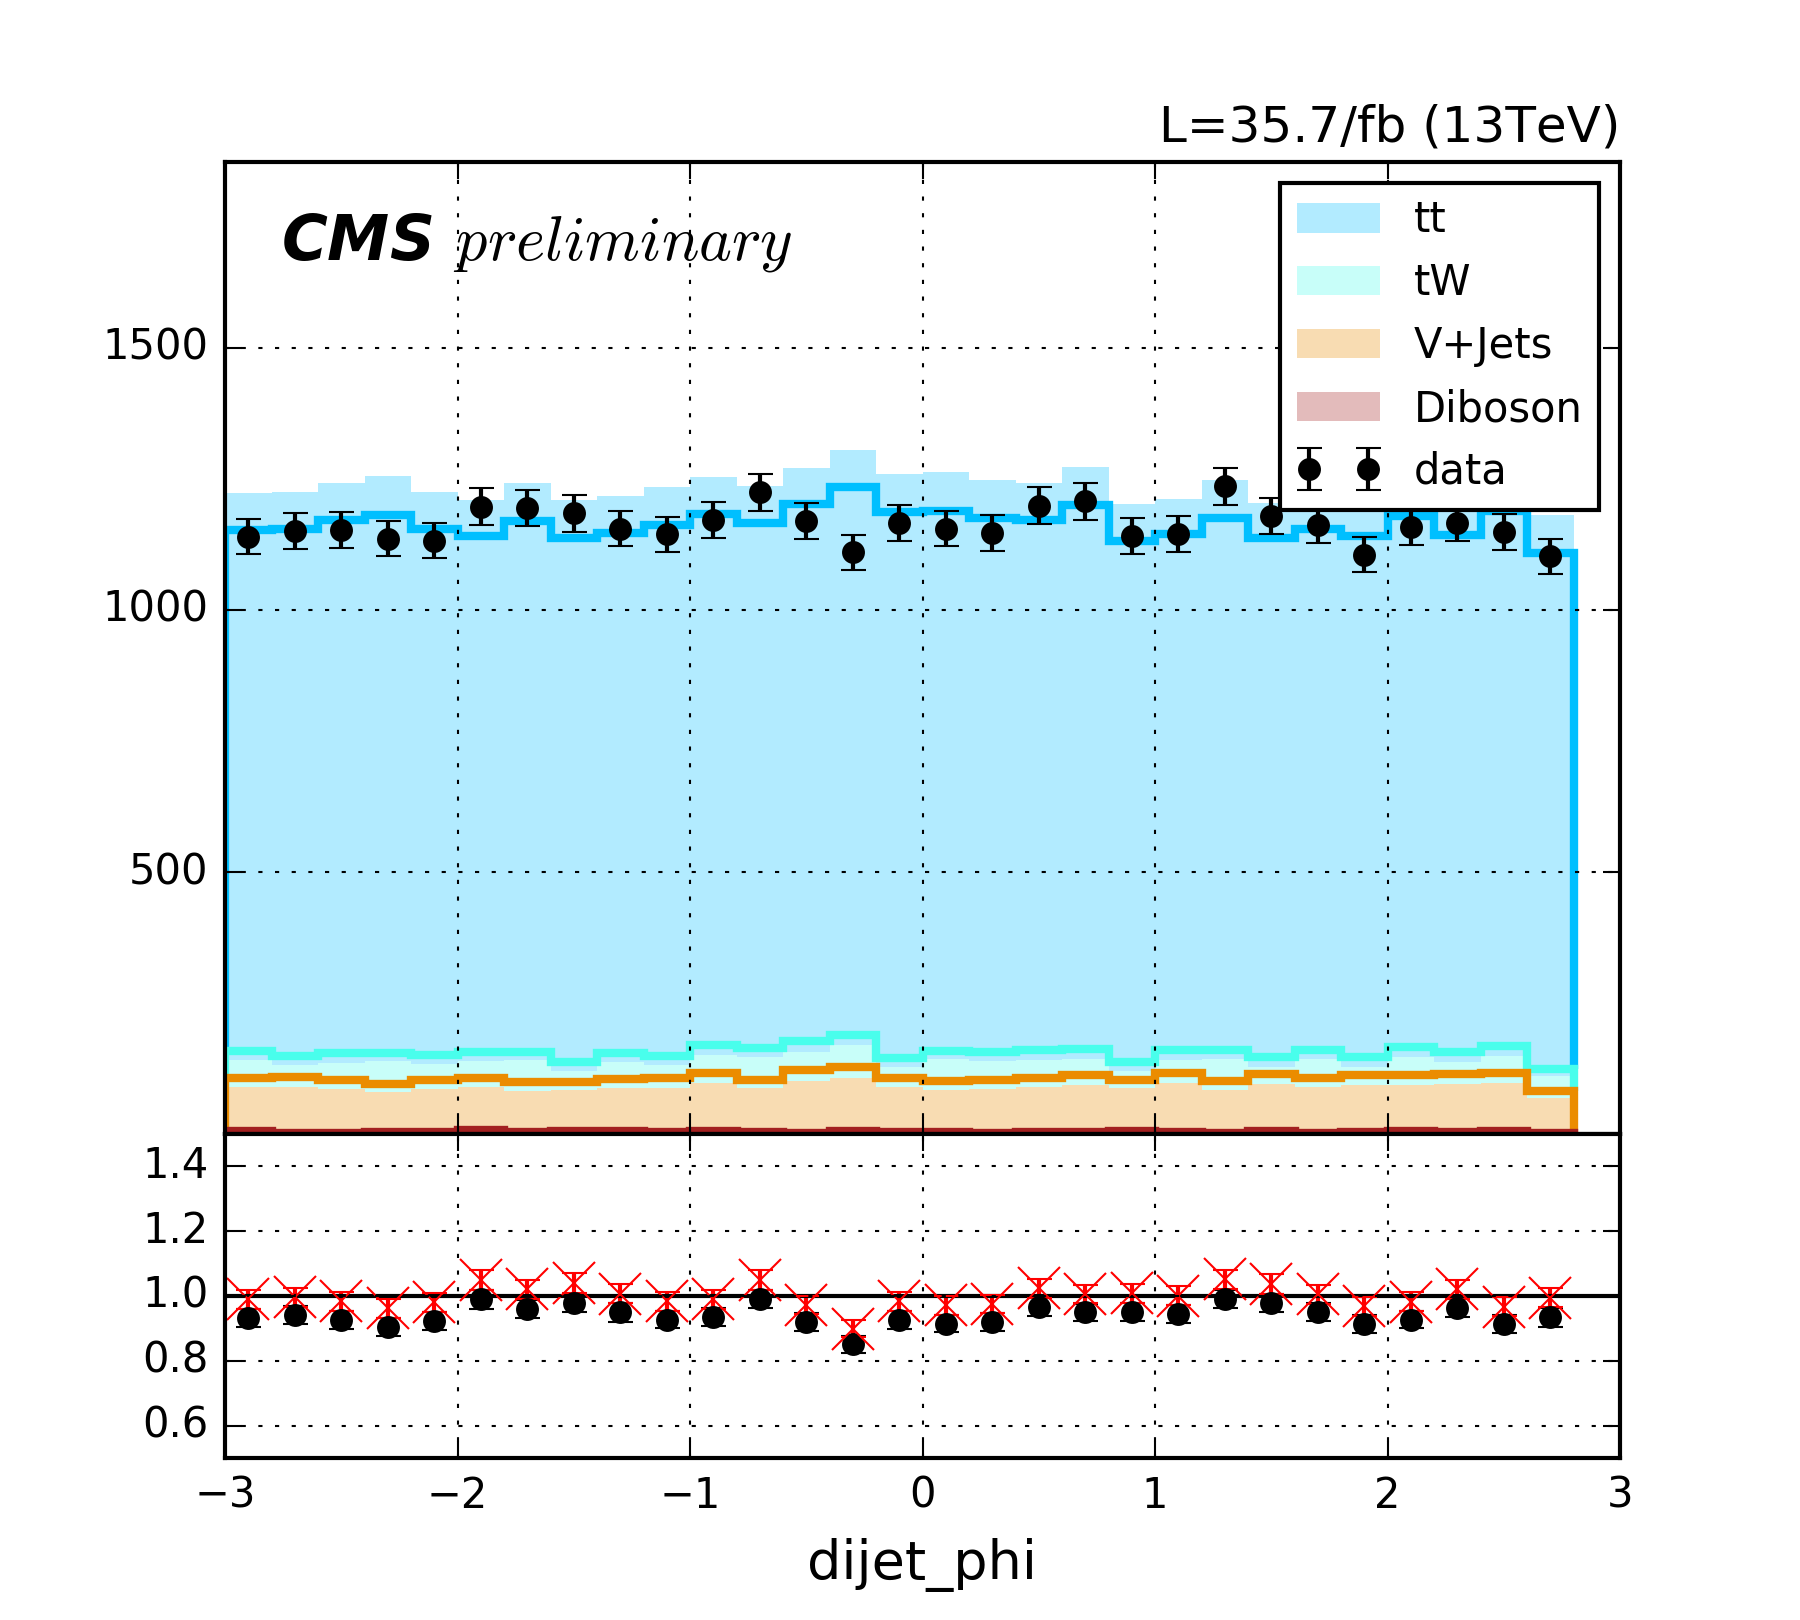 L=35.7/fb (13TeV)
CMS preliminary
tt
tW
V+Jets
Diboson
data
1500
1000
500
1.4
1.2
1.0
0.8
0.6
−3 −2 −1 0 1 2 3
dijet_phi